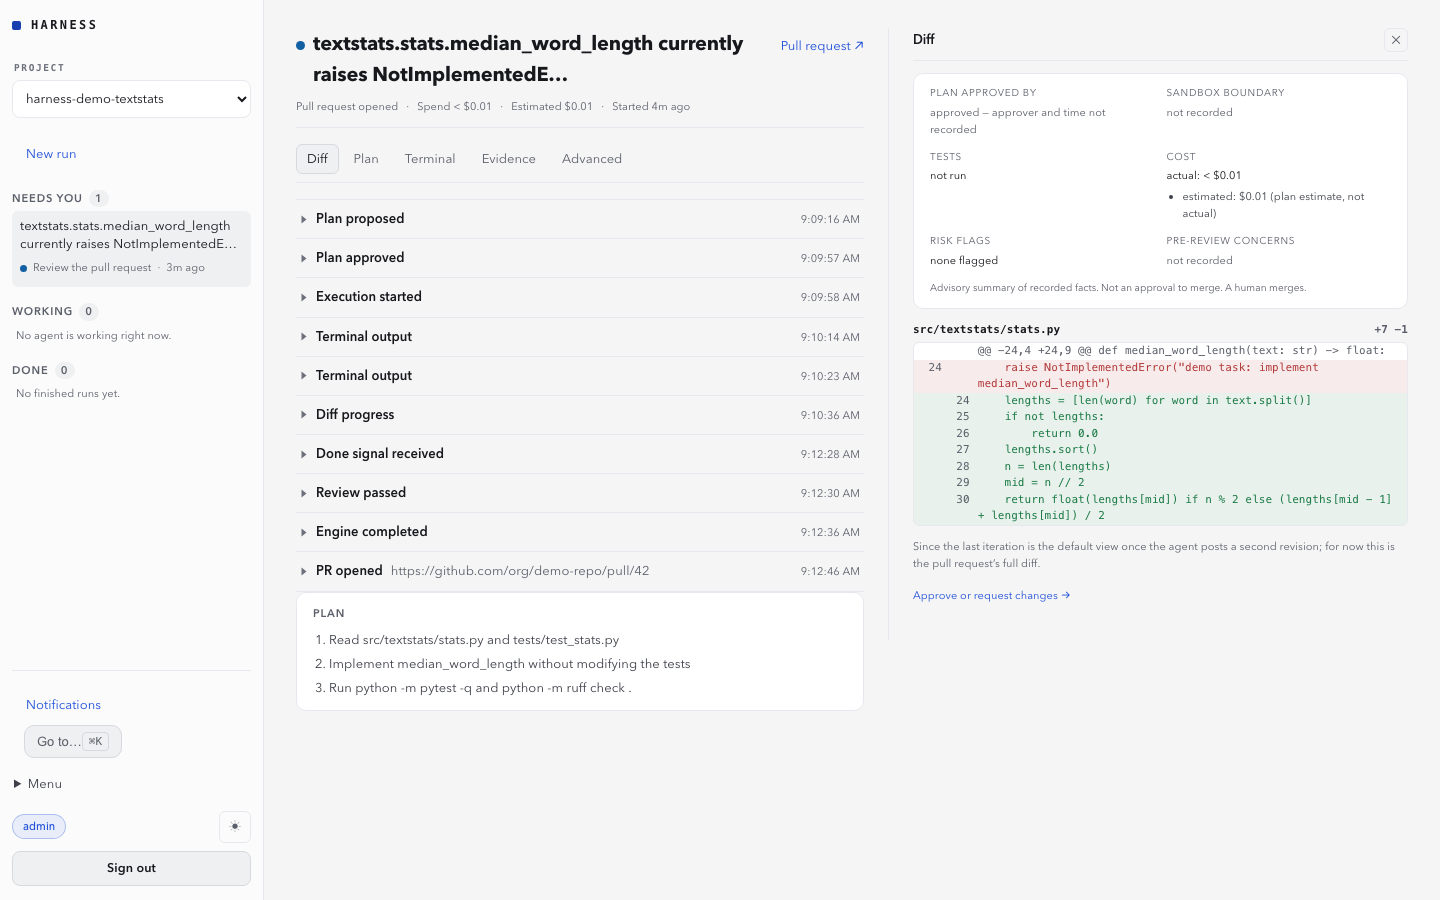 HARNESS
PROJECT
harness-demo-textstats
New run
NEEDS YOU 1
textstats.stats.median_word_length
currently raises NotImplementedE...
Review the pull request · 3m ago
WORKING 0
No agent is working right now.
DONE 0
No finished runs yet.
Notifications
Go to... ⌘K
Menu
admin
Sign out
textstats.stats.median_word_length currently
raises NotImplementedE...
Pull request ↗
Pull request opened · Spend < $0.01 · Estimated $0.01 · Started 4m ago
Diff Plan Terminal Evidence Advanced
Plan proposed 9:09:16 AM
Plan approved 9:09:57 AM
Execution started 9:09:58 AM
Terminal output 9:10:14 AM
Terminal output 9:10:23 AM
Diff progress 9:10:36 AM
Done signal received 9:12:28 AM
Review passed 9:12:30 AM
Engine completed 9:12:36 AM
PR opened https://github.com/org/demo-repo/pull/42 9:12:46 AM
PLAN
1. Read src/textstats/stats.py and tests/test_stats.py
2. Implement median_word_length without modifying the tests
3. Run python -m pytest -q and python -m ruff check .
Diff
PLAN APPROVED BY
approved — approver and time not
recorded
SANDBOX BOUNDARY
not recorded
TESTS
not run
COST
actual: < $0.01
• estimated: $0.01 (plan estimate, not
actual)
RISK FLAGS
none flagged
PRE-REVIEW CONCERNS
not recorded
Advisory summary of recorded facts. Not an approval to merge. A human merges.
src/textstats/stats.py +7 −1
@@ −24,4 +24,9 @@ def median_word_length(text: str) −> float:
24 raise NotImplementedError("demo task: implement
median_word_length")
24 lengths = [len(word) for word in text.split()]
25 if not lengths:
26 return 0.0
27 lengths.sort()
28 n = len(lengths)
29 mid = n // 2
30 return float(lengths[mid]) if n % 2 else (lengths[mid − 1]
+ lengths[mid]) / 2
Since the last iteration is the default view once the agent posts a second revision; for now this is
the pull request's full diff.
Approve or request changes →